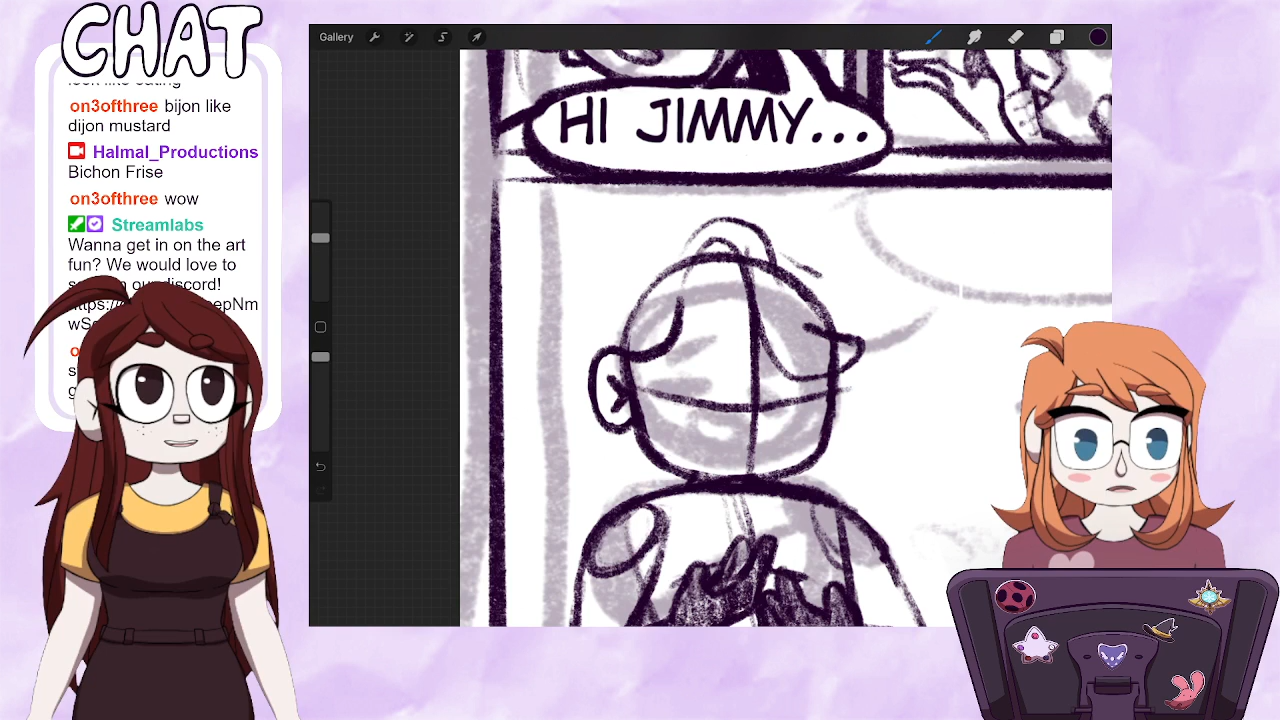 CHAT
on3ofthree bijon like
dijon mustard
Halmal_Productions
Bichon Frise
on3ofthree wow
Streamlabs
Wanna get in on the art
fun? We would love to
Gallery
HI JIMMY...